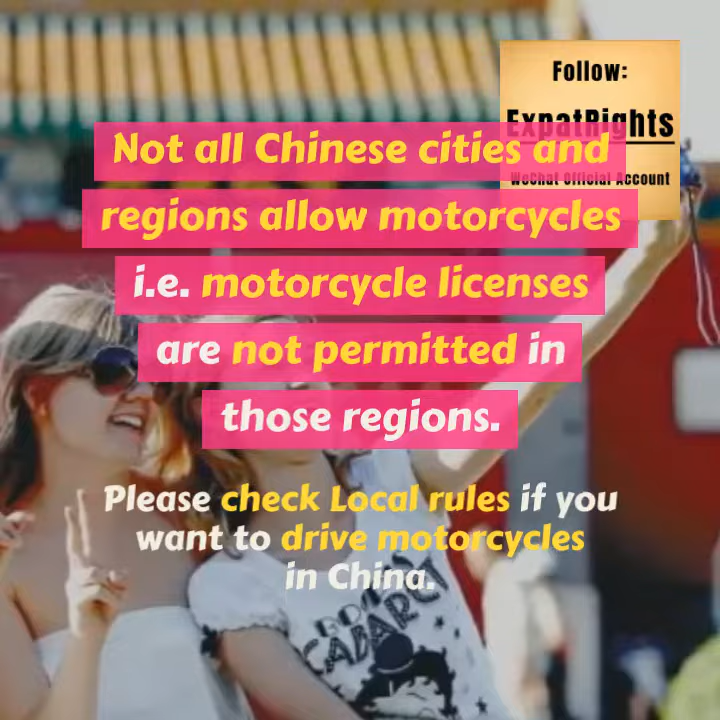 Follow:
ExpatRights
WeChat Official Account
Not all Chinese cities and
regions allow motorcycles
i.e. motorcycle licenses
are not permitted in
those regions.
Please check Local rules if you
want to drive motorcycles
in China.
CABARET